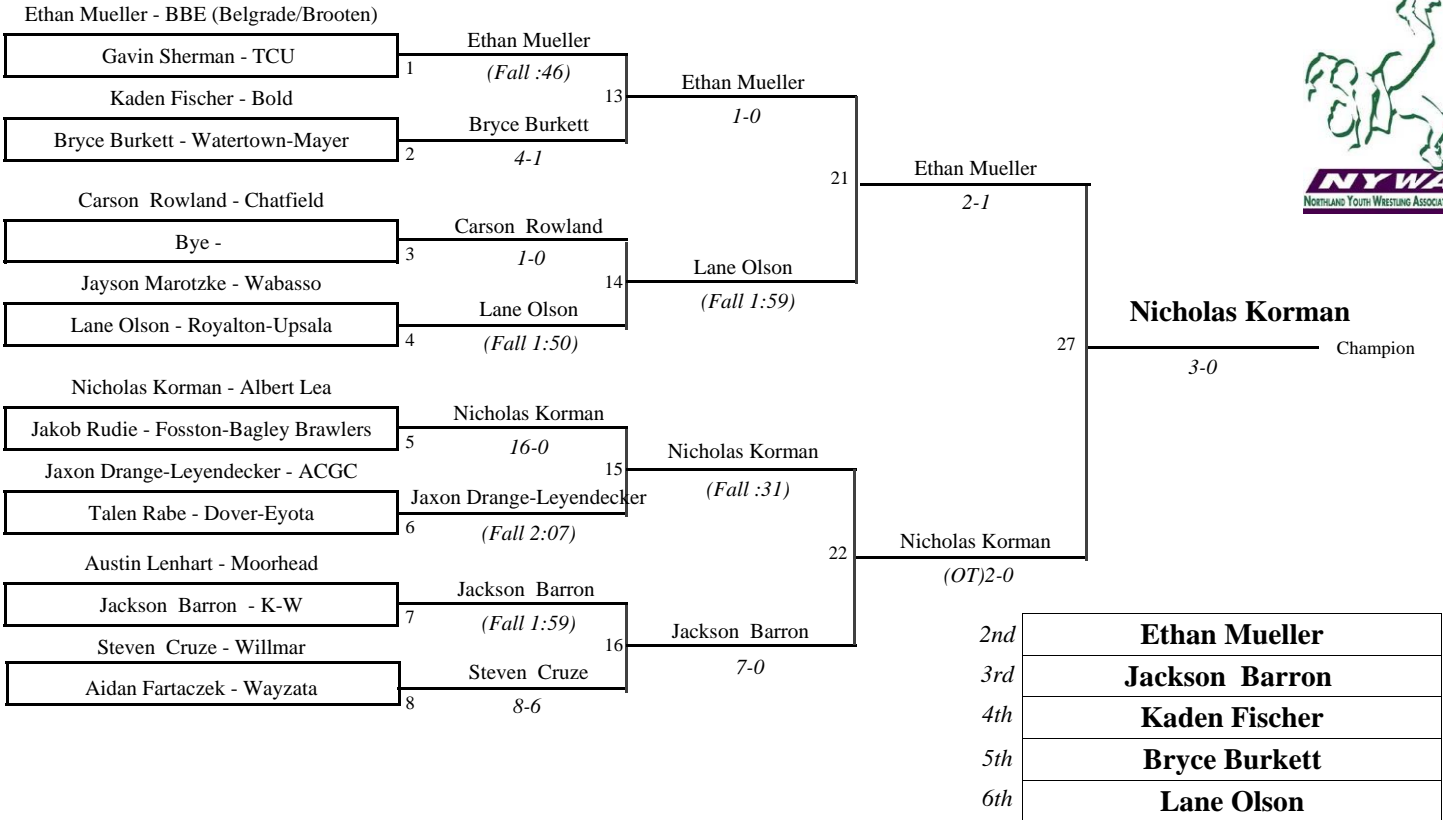 Ethan Mueller - BBE (Belgrade/Brooten)
Gavin Sherman - TCU
1
Kaden Fischer - Bold
Bryce Burkett - Watertown-Mayer
2
Carson Rowland - Chatfield
Bye -
3
Jayson Marotzke - Wabasso
Lane Olson - Royalton-Upsala
4
Nicholas Korman - Albert Lea
Jakob Rudie - Fosston-Bagley Brawlers
5
Jaxon Drange-Leyendecker - ACGC
Talen Rabe - Dover-Eyota
6
Austin Lenhart - Moorhead
Jackson Barron - K-W
7
Steven Cruze - Willmar
Aidan Fartaczek - Wayzata
8
Ethan Mueller
(Fall :46)
13
Bryce Burkett
4-1
Carson Rowland
1-0
14
Lane Olson
(Fall 1:50)
Nicholas Korman
16-0
15
Jaxon Drange-Leyendecker
(Fall 2:07)
Jackson Barron
(Fall 1:59)
16
Steven Cruze
8-6
Ethan Mueller
1-0
21
Lane Olson
(Fall 1:59)
Nicholas Korman
(Fall :31)
22
Jackson Barron
7-0
Ethan Mueller
2-1
27
Nicholas Korman
(OT)2-0
Nicholas Korman
Champion
3-0
NYWA
NORTHLAND YOUTH WRESTLING
2nd Ethan Mueller
3rd Jackson Barron
4th Kaden Fischer
5th Bryce Burkett
6th Lane Olson